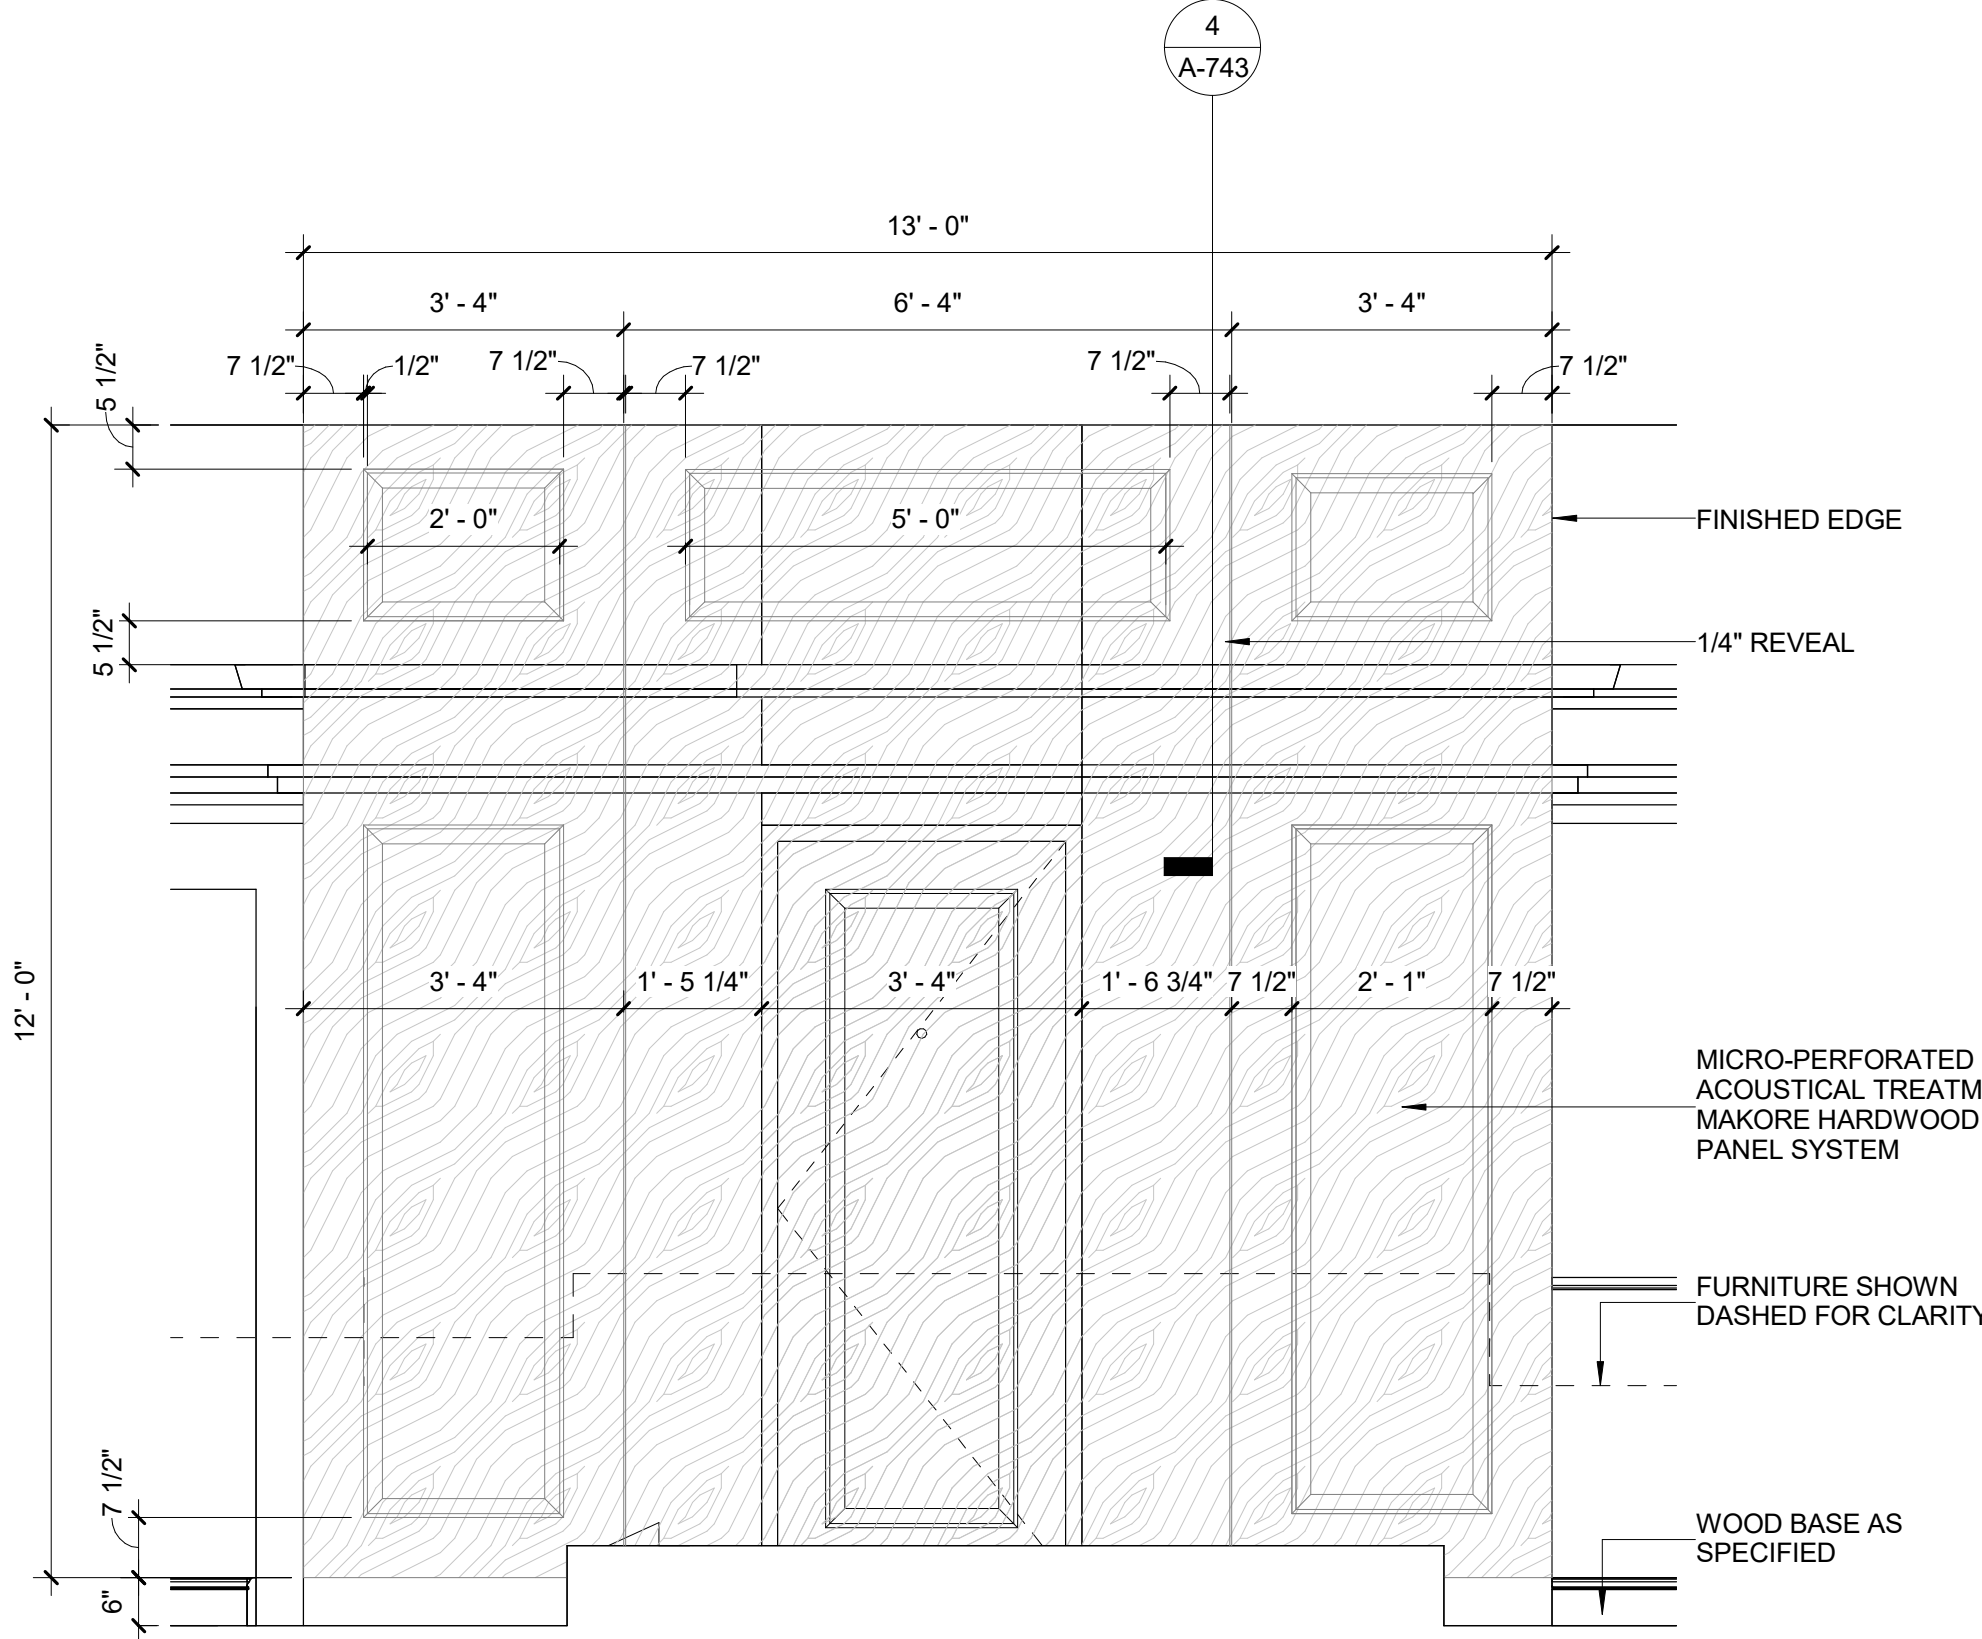 4
A-743
13' - 0"
3' - 4"
6' - 4"
3' - 4"
7 1/2"
1/2"
7 1/2"
7 1/2"
7 1/2"
7 1/2"
5 1/2"
2' - 0"
5' - 0"
FINISHED EDGE
5 1/2"
1/4" REVEAL
12' - 0"
3' - 4"
1' - 5 1/4"
3' - 4"
1' - 6 3/4"
7 1/2"
2' - 1"
7 1/2"
MICRO-PERFORATED
ACOUSTICAL TREATM
MAKORE HARDWOOD
PANEL SYSTEM
FURNITURE SHOWN
DASHED FOR CLARITY
7 1/2"
WOOD BASE AS
SPECIFIED
6"